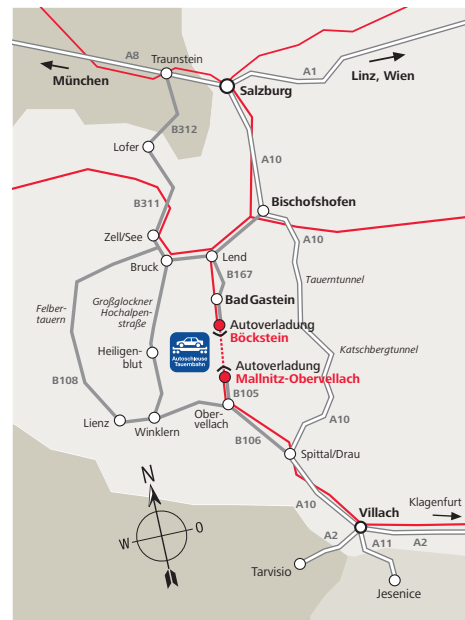 A8
Traunstein
München
A1
Linz, Wien
Salzburg
B312
Lofer
A10
B311
Bischofshofen
Zell/See
A10
Bruck
Lend
B167
Tauerntunnel
Bad Gastein
Felber-
tauern
Großglockner
Hochalpen-
straße
Autoverladung
Böckstein
Autoschleuse
Tauernbahn
Heiligen-
blut
Katschbergtunnel
Autoverladung
Mallnitz-Obervellach
B108
B105
Ober-
vellach
A10
Lienz
Winklern
B106
Spittal/Drau
N
O
W
S
A10
Klagenfurt
Villach
A2
A11
A2
Tarvisio
Jesenice